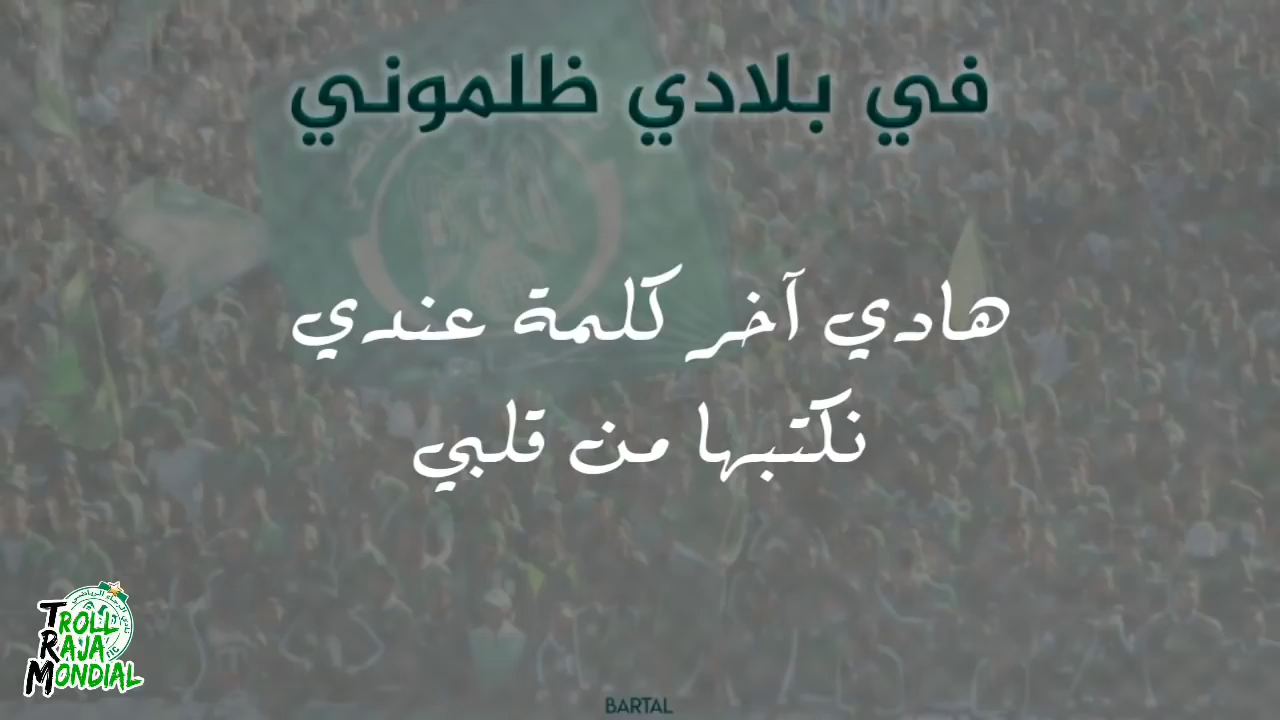 في بلادي ظلموني
هادي آخر كلمة عندي
نكتبها من قلبي
TROLL
RAJA
MONDIAL
BARTAL